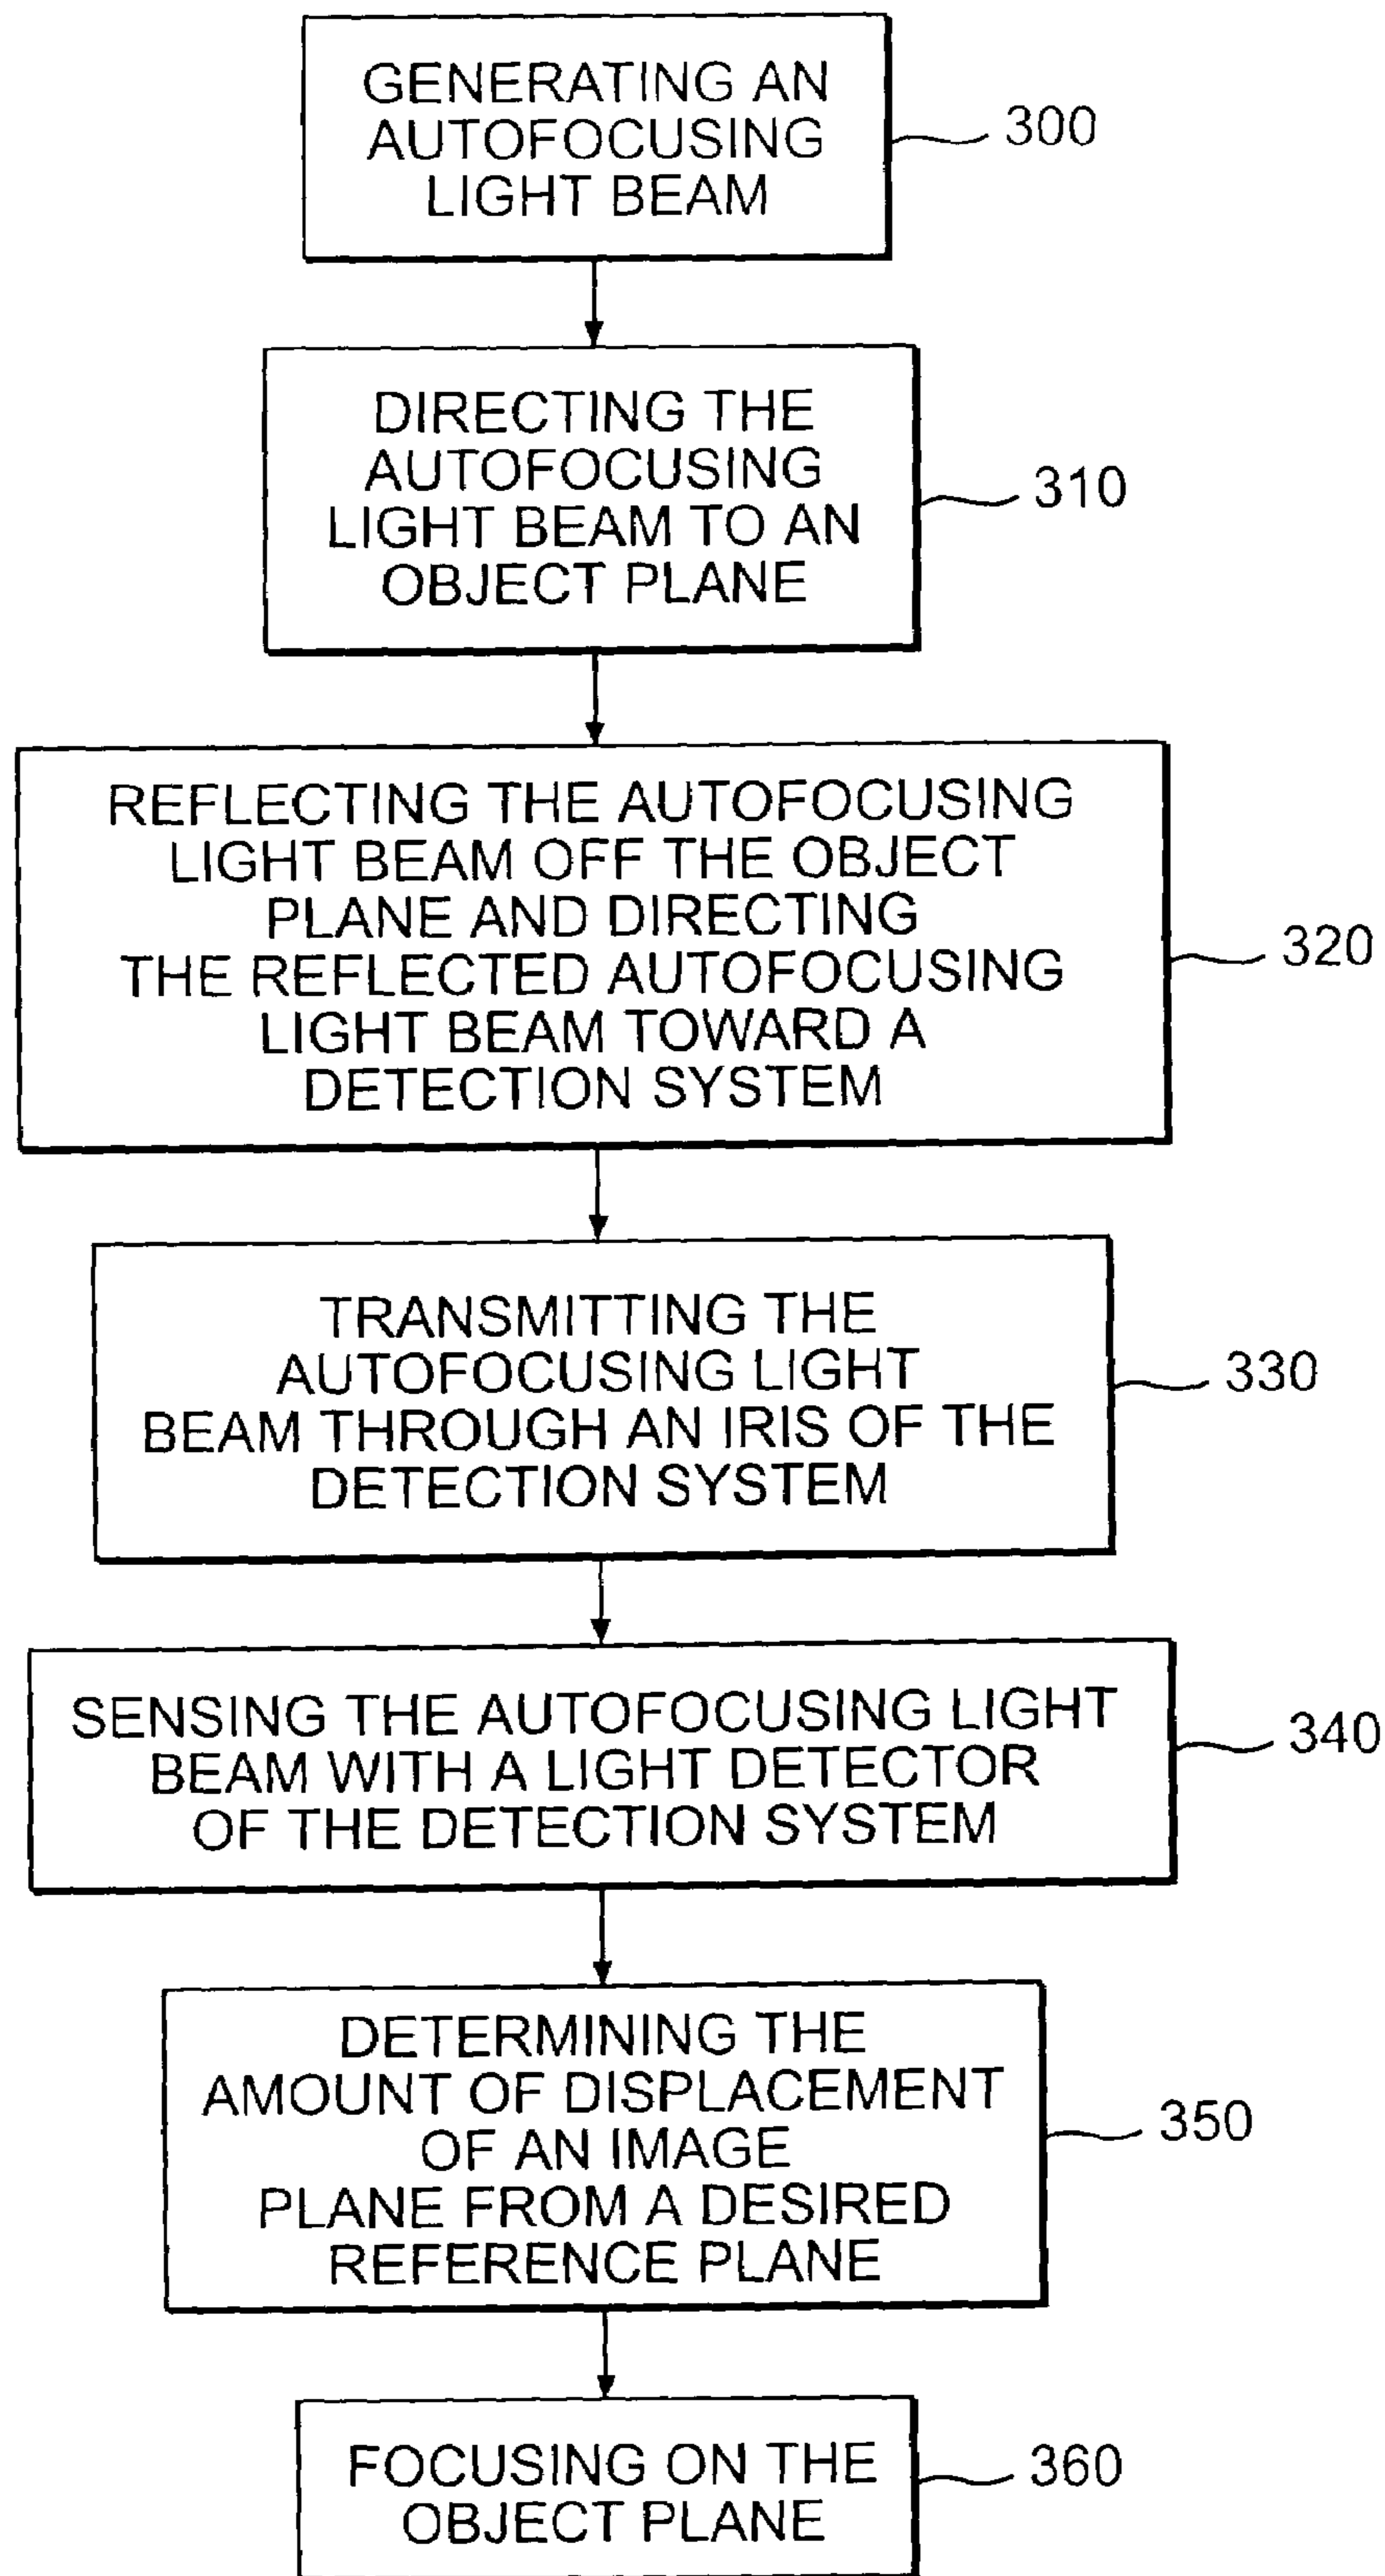 GENERATING AN
AUTOFOCUSING
LIGHT BEAM
300
DIRECTING THE
AUTOFOCUSING
LIGHT BEAM TO AN
OBJECT PLANE
310
REFLECTING THE AUTOFOCUSING
LIGHT BEAM OFF THE OBJECT
PLANE AND DIRECTING
THE REFLECTED AUTOFOCUSING
LIGHT BEAM TOWARD A
DETECTION SYSTEM
320
TRANSMITTING THE
AUTOFOCUSING LIGHT
BEAM THROUGH AN IRIS OF THE
DETECTION SYSTEM
330
SENSING THE AUTOFOCUSING LIGHT
BEAM WITH A LIGHT DETECTOR
OF THE DETECTION SYSTEM
340
DETERMINING THE
AMOUNT OF DISPLACEMENT
OF AN IMAGE
PLANE FROM A DESIRED
REFERENCE PLANE
350
FOCUSING ON THE
OBJECT PLANE
360